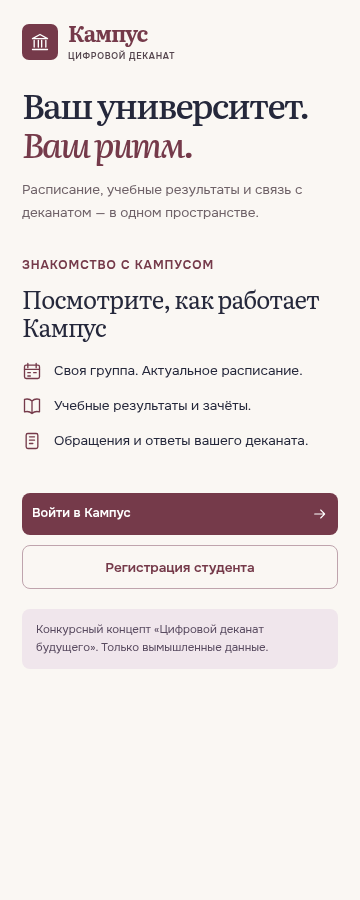 Кампус
ЦИФРОВОЙ ДЕКАНАТ
Ваш университет.
Ваш ритм.
Расписание, учебные результаты и связь с
деканатом — в одном пространстве.
ЗНАКОМСТВО С КАМПУСОМ
Посмотрите, как работает
Кампус
Своя группа. Актуальное расписание.
Учебные результаты и зачёты.
Обращения и ответы вашего деканата.
Войти в Кампус
Регистрация студента
Конкурсный концепт «Цифровой деканат
будущего». Только вымышленные данные.